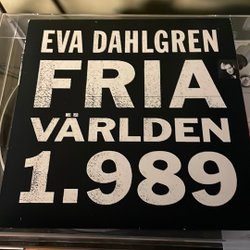 EVA DAHLGREN
FRIA
VÄRLDEN
1.989